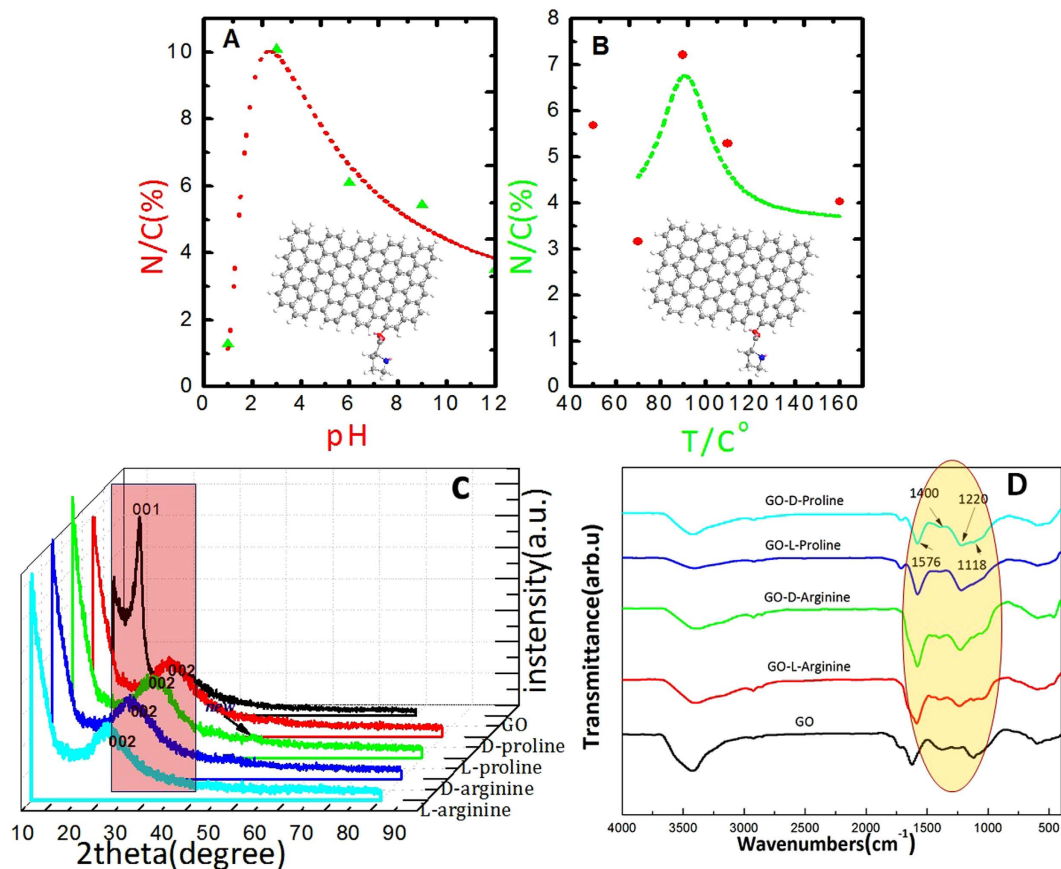 A
N/C(%)
10
8
6
4
2
0
0 2 4 6 8 10 12
pH
B
N/C(%)
8
7
6
5
4
3
2
1
0
40 60 80 100 120 140 160
T/C°
C
001
002
002
002
002
new
instensity(a.u.)
GO
D-proline
L-proline
D-arginine
L-arginine
10 20 30 40 50 60 70 80 90
2theta(degree)
D
GO-D-Proline
1400
1220
GO-L-Proline
1576
1118
GO-D-Arginine
GO-L-Arginine
GO
Transmittance(arb.u)
4000 3500 2500 1500 1000 500
Wavenumbers(cm-1)